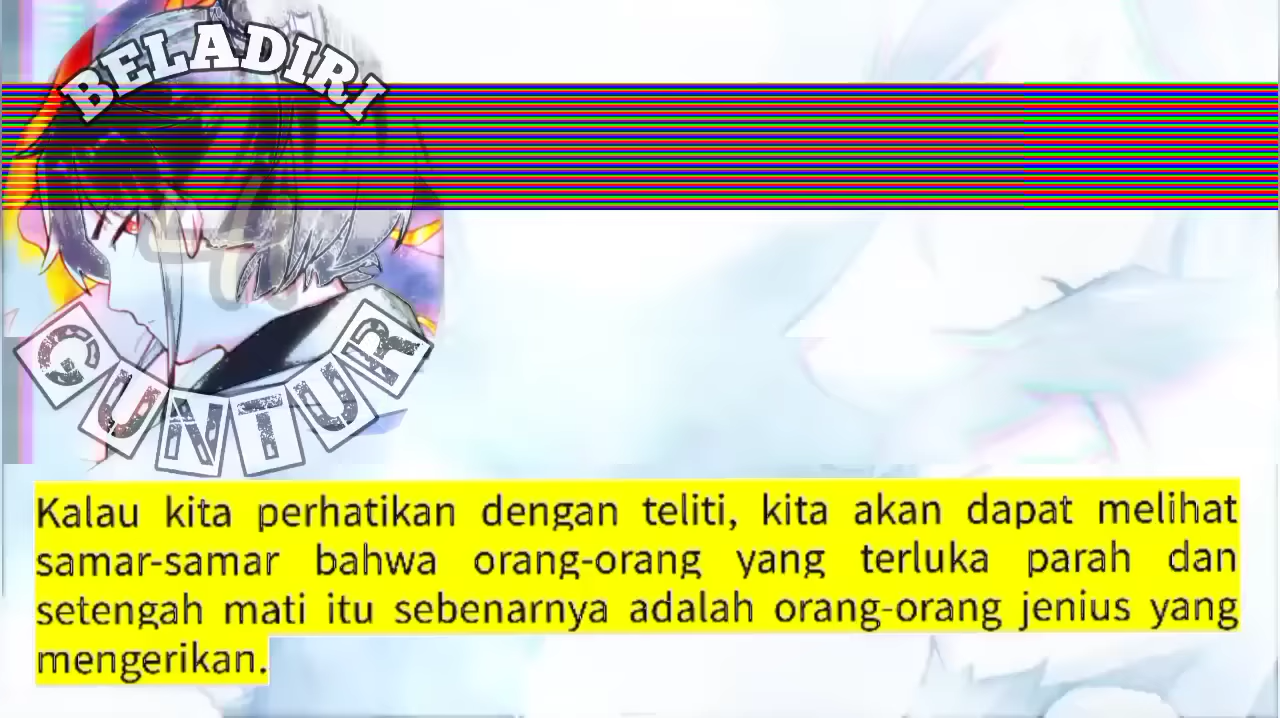 BELADIRI
GUNTUR
Kalau kita perhatikan dengan teliti, kita akan dapat melihat
samar-samar bahwa orang-orang yang terluka parah dan
setengah mati itu sebenarnya adalah orang-orang jenius yang
mengerikan.